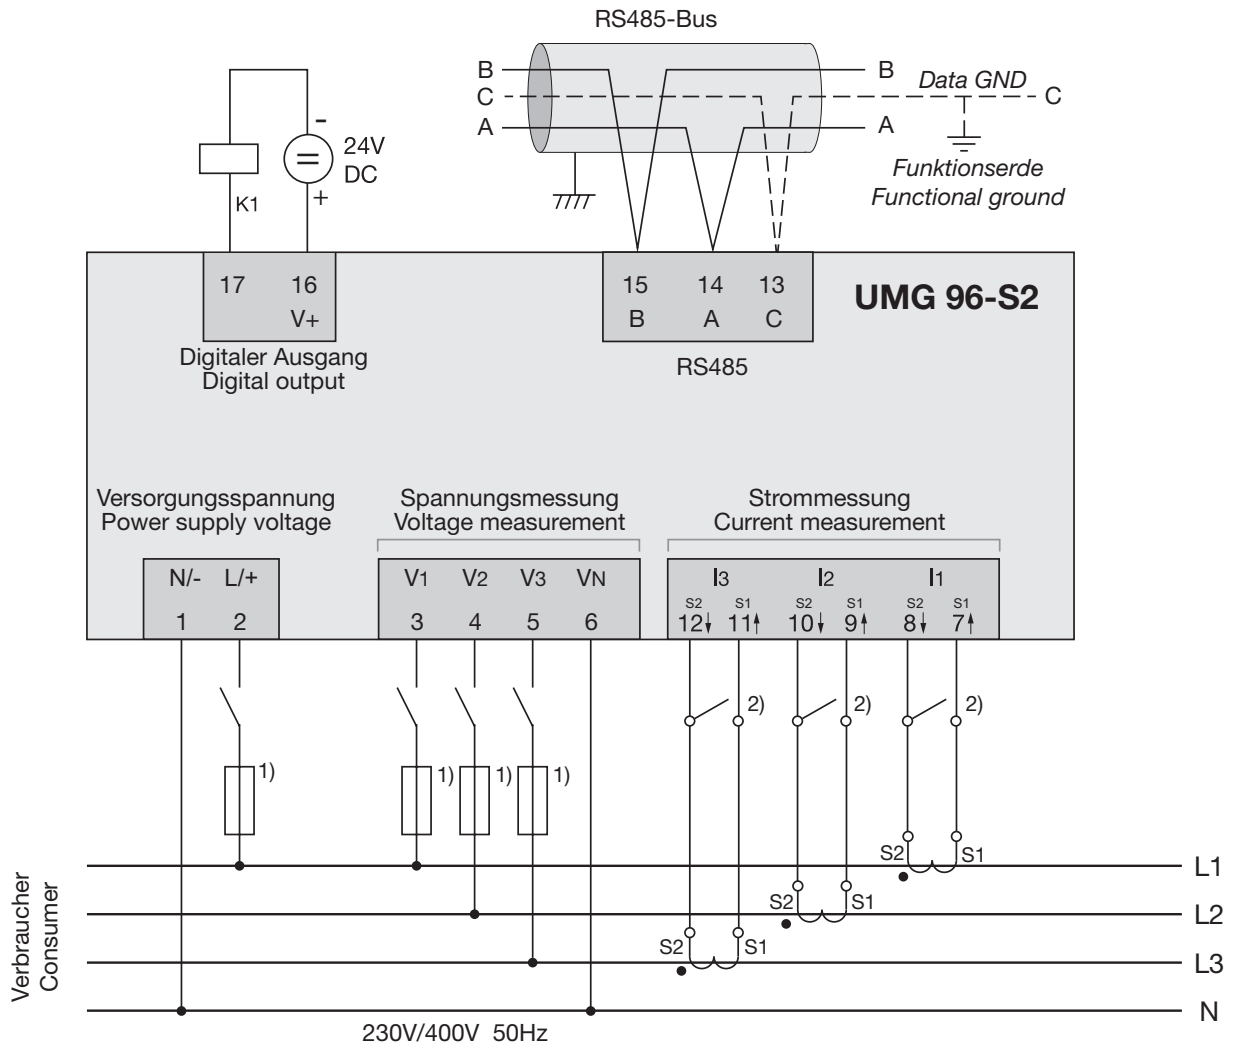 RS485-Bus
B B
C Data GND C
A A
Funktionserde
Functional ground
-
24V
DC
+
K1
17 16
V+
Digitaler Ausgang
Digital output
15 14 13
B A C
RS485
UMG 96-S2
Versorgungsspannung
Power supply voltage
Spannungsmessung
Voltage measurement
Strommessung
Current measurement
N/- L/+
1 2
V1 V2 V3 VN
3 4 5 6
I3 I2 I1
S2 S1 S2 S1 S2 S1
12 11 10 9 8 7
2) 2) 2)
1) 1) 1) 1)
S2 S1
L1
S2 S1
L2
S2 S1
L3
N
Verbraucher
Consumer
230V/400V 50Hz